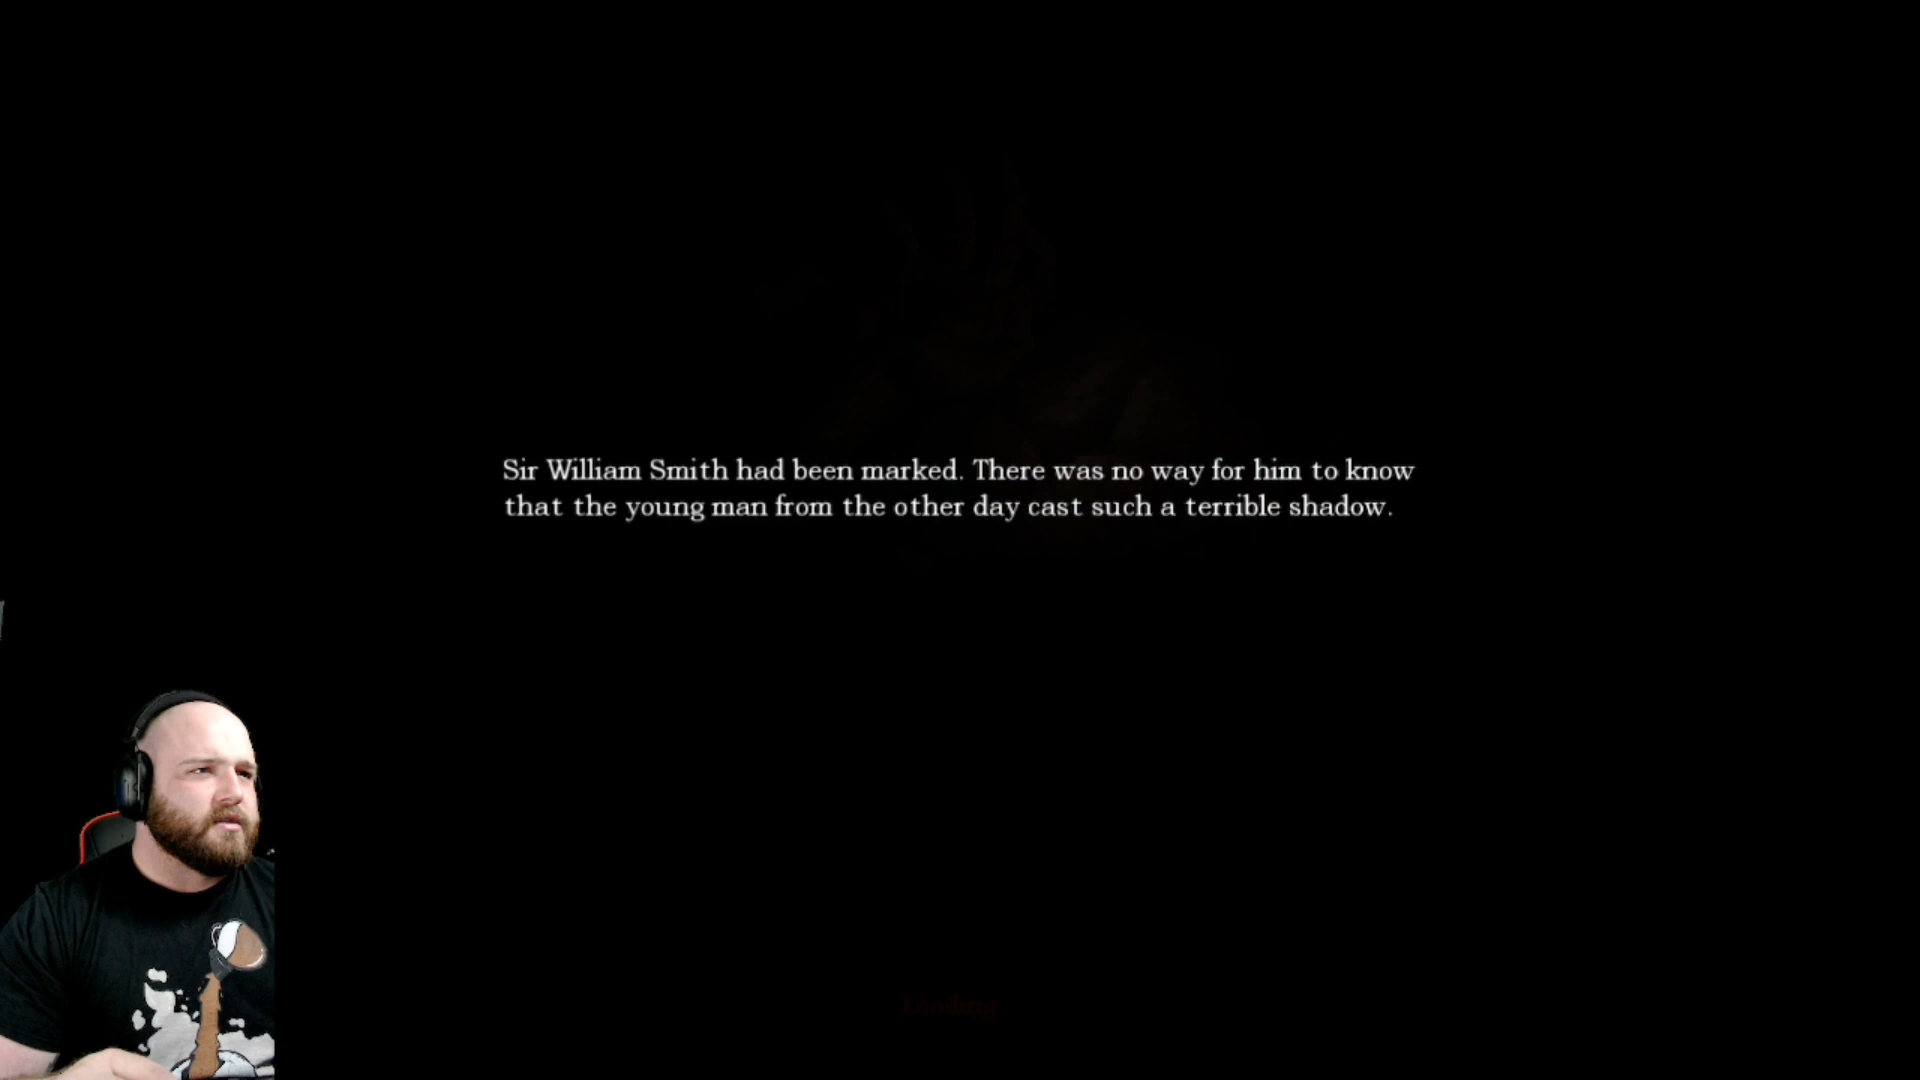 Sir William Smith had been marked. There was no way for him to know
that the young man from the other day cast such a terrible shadow.
Loading